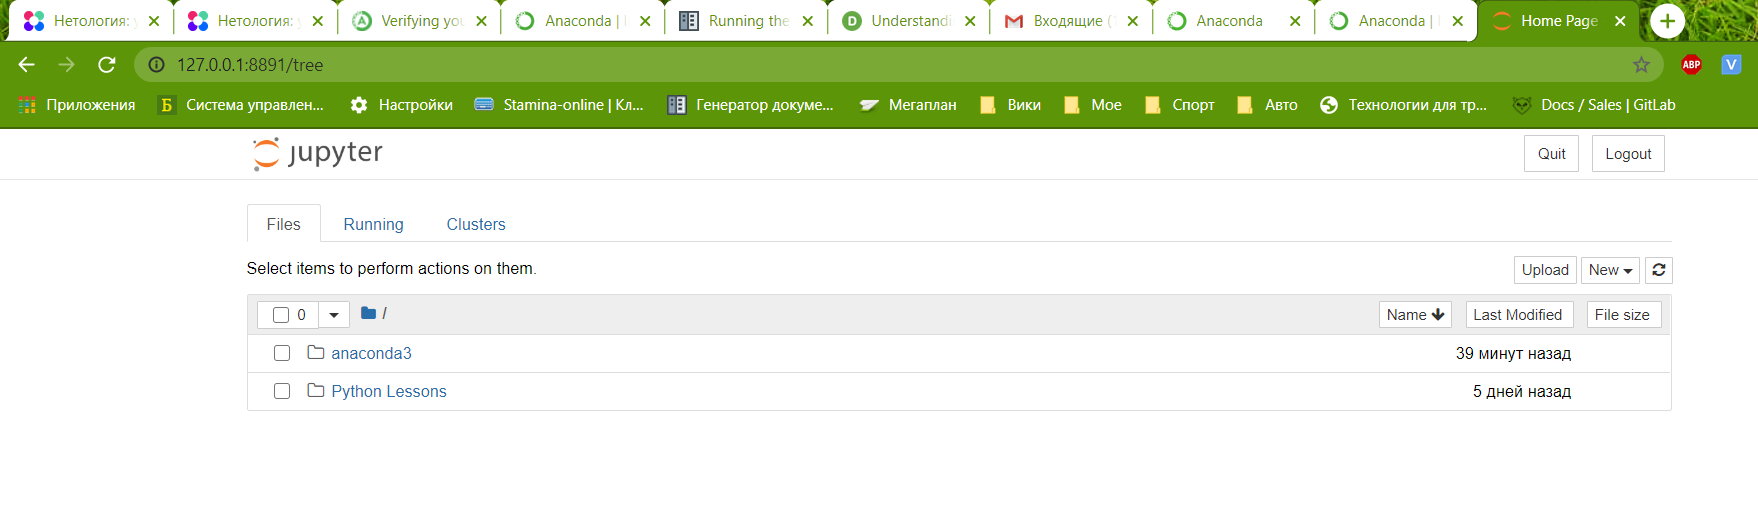 Нетология: Нетология: Verifying you Anaconda | Running the Understandi Входящие ( Anaconda Anaconda | Home Page
127.0.0.1:8891/tree ABP V
Приложения Б Система управлен... Настройки Stamina-online | Кл... Генератор докуме... Мегаплан Вики Мое Спорт Авто Технологии для тр... Docs / Sales | GitLab
jupyter Quit Logout
Files Running Clusters
Select items to perform actions on them. Upload New
0 / Name Last Modified File size
anaconda3 39 минут назад
Python Lessons 5 дней назад